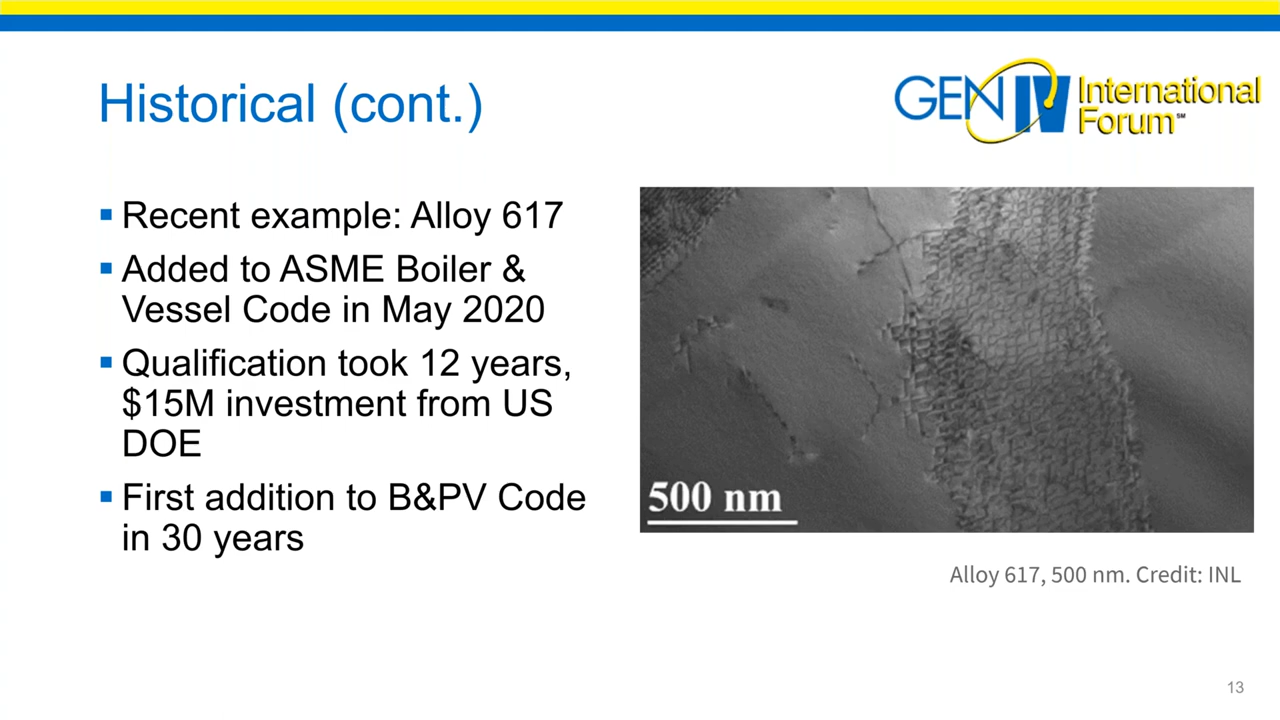 Historical (cont.)
GEN IV International
Forum℠
▪ Recent example: Alloy 617
▪ Added to ASME Boiler &
Vessel Code in May 2020
▪ Qualification took 12 years,
$15M investment from US
DOE
▪ First addition to B&PV Code
in 30 years
500 nm
Alloy 617, 500 nm. Credit: INL
13